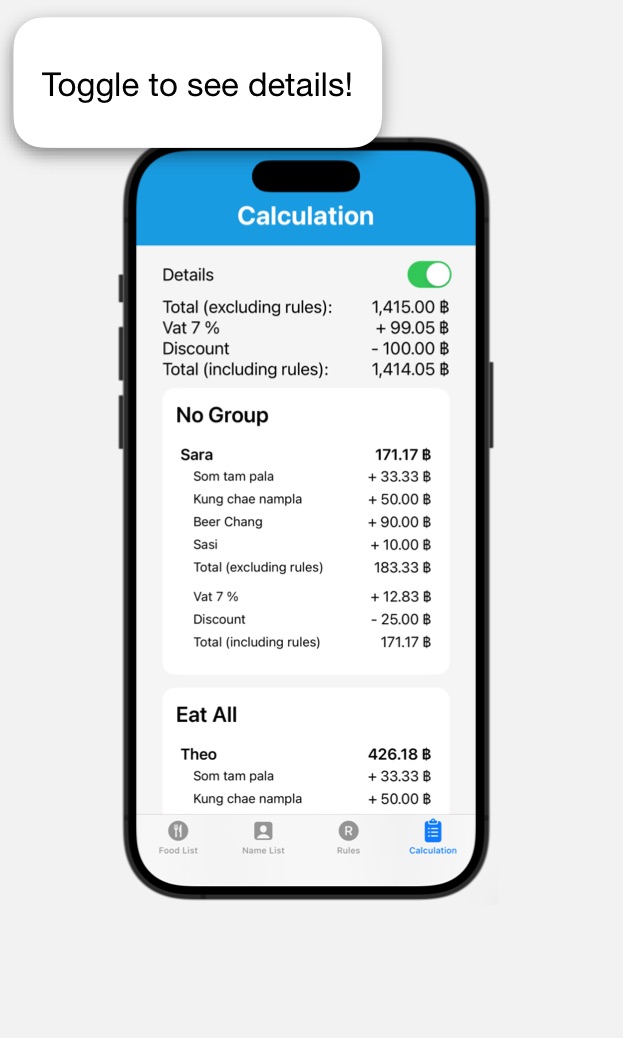 Toggle to see details!
Calculation
Details
Total (excluding rules): 1,415.00 ฿
Vat 7 % + 99.05 ฿
Discount - 100.00 ฿
Total (including rules): 1,414.05 ฿
No Group
Sara 171.17 ฿
Som tam pala + 33.33 ฿
Kung chae nampla + 50.00 ฿
Beer Chang + 90.00 ฿
Sasi + 10.00 ฿
Total (excluding rules) 183.33 ฿
Vat 7 % + 12.83 ฿
Discount - 25.00 ฿
Total (including rules) 171.17 ฿
Eat All
Theo 426.18 ฿
Som tam pala + 33.33 ฿
Kung chae nampla + 50.00 ฿
R
Food List Name List Rules Calculation